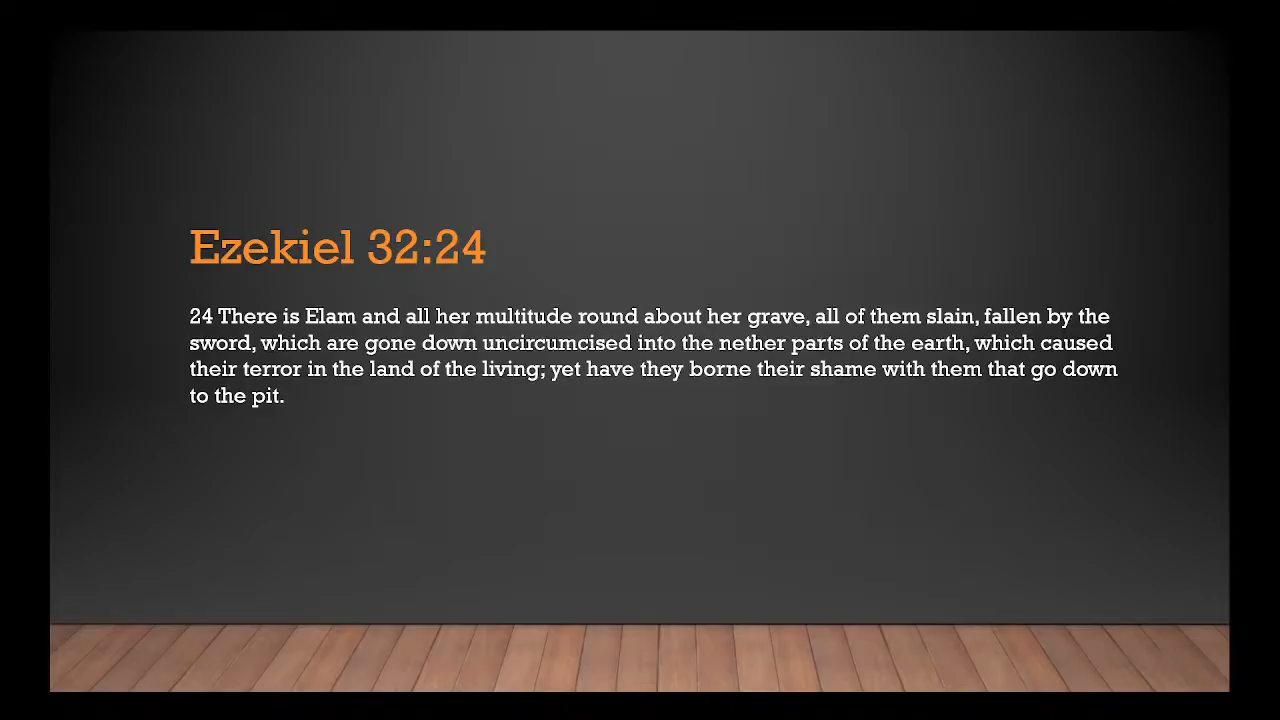 Ezekiel 32:24
24 There is Elam and all her multitude round about her grave, all of them slain, fallen by the
sword, which are gone down uncircumcised into the nether parts of the earth, which caused
their terror in the land of the living; yet have they borne their shame with them that go down
to the pit.